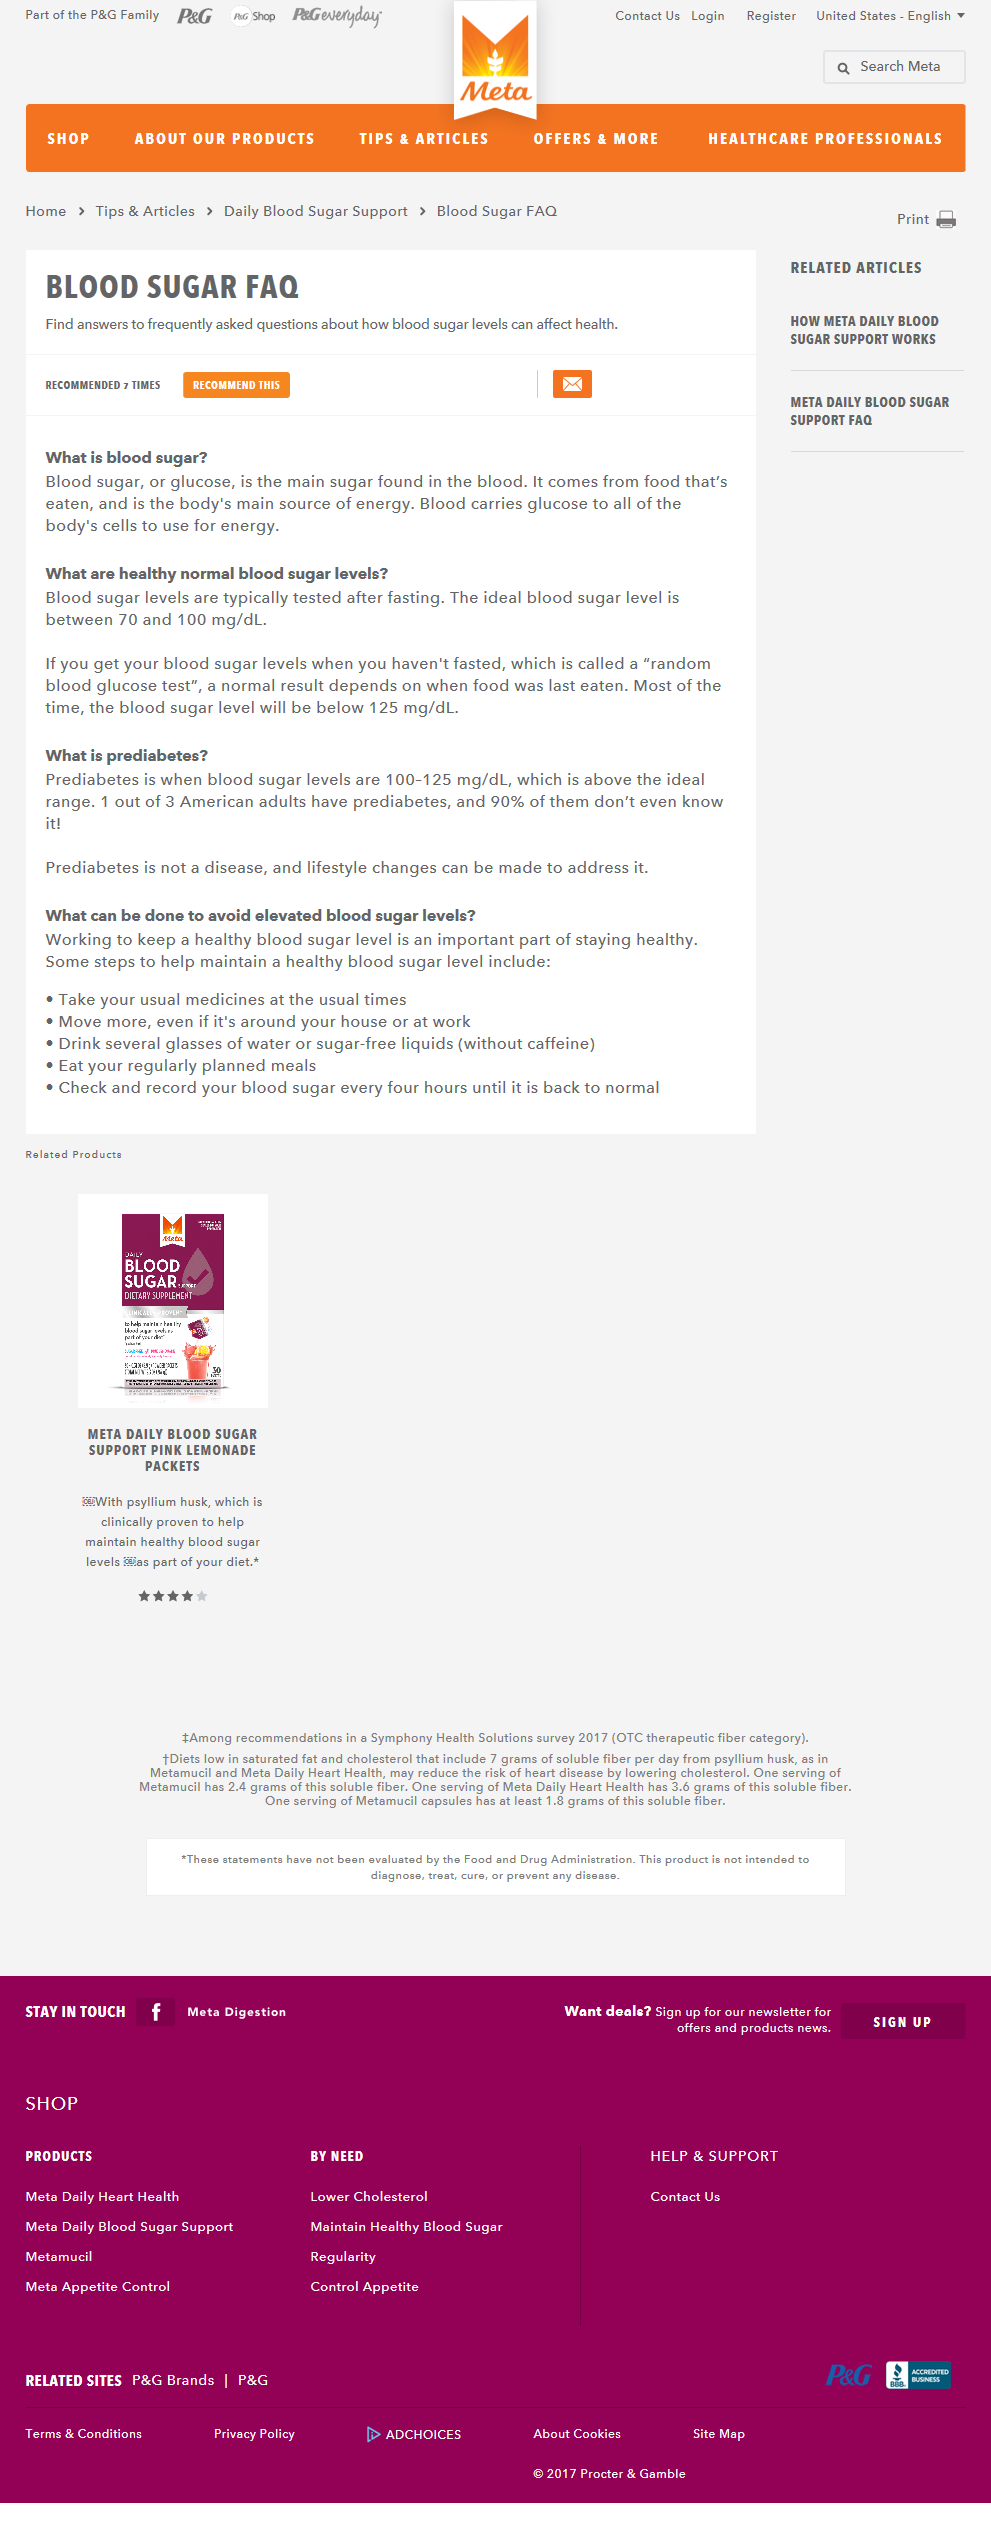 Part of the P&G Family P&G P&G Shop P&G everyday Contact Us Login Register United States - English
Meta
Search Meta
SHOP ABOUT OUR PRODUCTS TIPS & ARTICLES OFFERS & MORE HEALTHCARE PROFESSIONALS
Home > Tips & Articles > Daily Blood Sugar Support > Blood Sugar FAQ
Print
BLOOD SUGAR FAQ
Find answers to frequently asked questions about how blood sugar levels can affect health.
RECOMMENDED 7 TIMES RECOMMEND THIS
RELATED ARTICLES
HOW META DAILY BLOOD
SUGAR SUPPORT WORKS
META DAILY BLOOD SUGAR
SUPPORT FAQ
What is blood sugar?
Blood sugar, or glucose, is the main sugar found in the blood. It comes from food that’s
eaten, and is the body's main source of energy. Blood carries glucose to all of the
body's cells to use for energy.
What are healthy normal blood sugar levels?
Blood sugar levels are typically tested after fasting. The ideal blood sugar level is
between 70 and 100 mg/dL.
If you get your blood sugar levels when you haven't fasted, which is called a “random
blood glucose test”, a normal result depends on when food was last eaten. Most of the
time, the blood sugar level will be below 125 mg/dL.
What is prediabetes?
Prediabetes is when blood sugar levels are 100–125 mg/dL, which is above the ideal
range. 1 out of 3 American adults have prediabetes, and 90% of them don’t even know
it!
Prediabetes is not a disease, and lifestyle changes can be made to address it.
What can be done to avoid elevated blood sugar levels?
Working to keep a healthy blood sugar level is an important part of staying healthy.
Some steps to help maintain a healthy blood sugar level include:
• Take your usual medicines at the usual times
• Move more, even if it's around your house or at work
• Drink several glasses of water or sugar-free liquids (without caffeine)
• Eat your regularly planned meals
• Check and record your blood sugar every four hours until it is back to normal
Related Products
Meta
DAILY
BLOOD
SUGAR SUPPORT
DIETARY SUPPLEMENT
CLINICALLY PROVEN
to help maintain healthy
blood sugar levels as
part of your diet*
30
META DAILY BLOOD SUGAR
SUPPORT PINK LEMONADE
PACKETS
With psyllium husk, which is
clinically proven to help
maintain healthy blood sugar
levels as part of your diet.*
‡Among recommendations in a Symphony Health Solutions survey 2017 (OTC therapeutic fiber category).
†Diets low in saturated fat and cholesterol that include 7 grams of soluble fiber per day from psyllium husk, as in
Metamucil and Meta Daily Heart Health, may reduce the risk of heart disease by lowering cholesterol. One serving of
Metamucil has 2.4 grams of this soluble fiber. One serving of Meta Daily Heart Health has 3.6 grams of this soluble fiber.
One serving of Metamucil capsules has at least 1.8 grams of this soluble fiber.
*These statements have not been evaluated by the Food and Drug Administration. This product is not intended to
diagnose, treat, cure, or prevent any disease.
STAY IN TOUCH f Meta Digestion
Want deals? Sign up for our newsletter for
offers and products news.
SIGN UP
SHOP
PRODUCTS
Meta Daily Heart Health
Meta Daily Blood Sugar Support
Metamucil
Meta Appetite Control
BY NEED
Lower Cholesterol
Maintain Healthy Blood Sugar
Regularity
Control Appetite
HELP & SUPPORT
Contact Us
RELATED SITES P&G Brands | P&G
P&G BBB ACCREDITED
BUSINESS
Terms & Conditions Privacy Policy ADCHOICES About Cookies Site Map
© 2017 Procter & Gamble